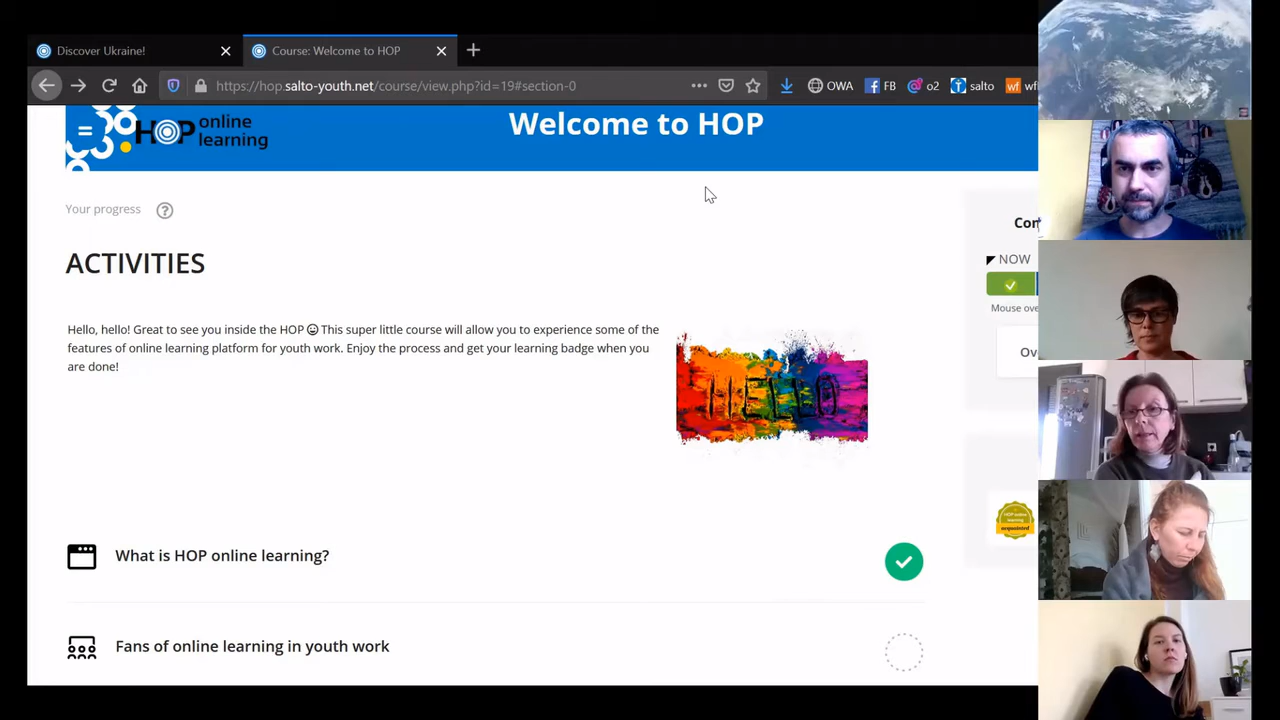 Discover Ukraine!
Course: Welcome to HOP
https://hop.salto-youth.net/course/view.php?id=19#section-0
OWA
FB
o2
salto
HOP online learning
Welcome to HOP
Your progress
ACTIVITIES
NOW
Mouse ove
Hello, hello! Great to see you inside the HOP This super little course will allow you to experience some of the
features of online learning platform for youth work. Enjoy the process and get your learning badge when you
are done!
HELLO
HOP online
learning
What is HOP online learning?
Fans of online learning in youth work